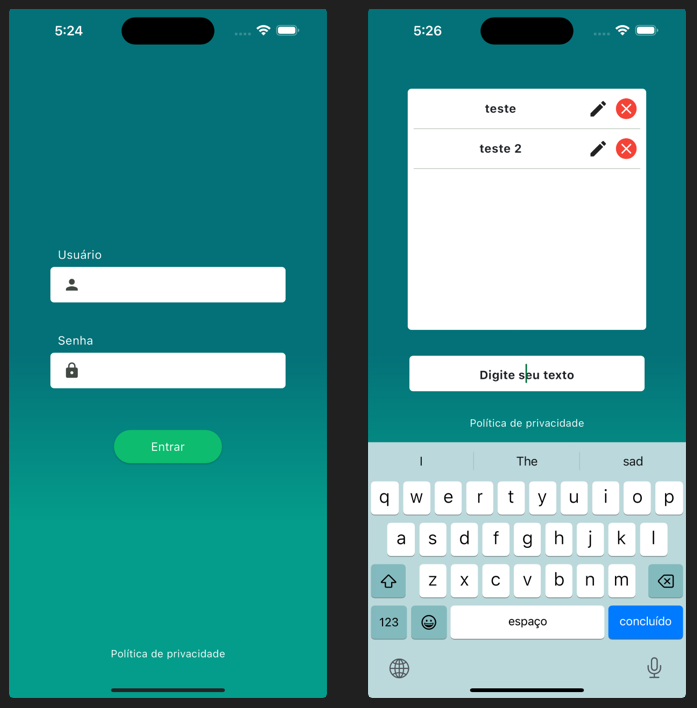 5:24
Usuário
Senha
Entrar
Política de privacidade
5:26
teste
teste 2
Digite seu texto
Política de privacidade
I The sad
q w e r t y u i o p
a s d f g h j k l
z x c v b n m
123 espaço concluído